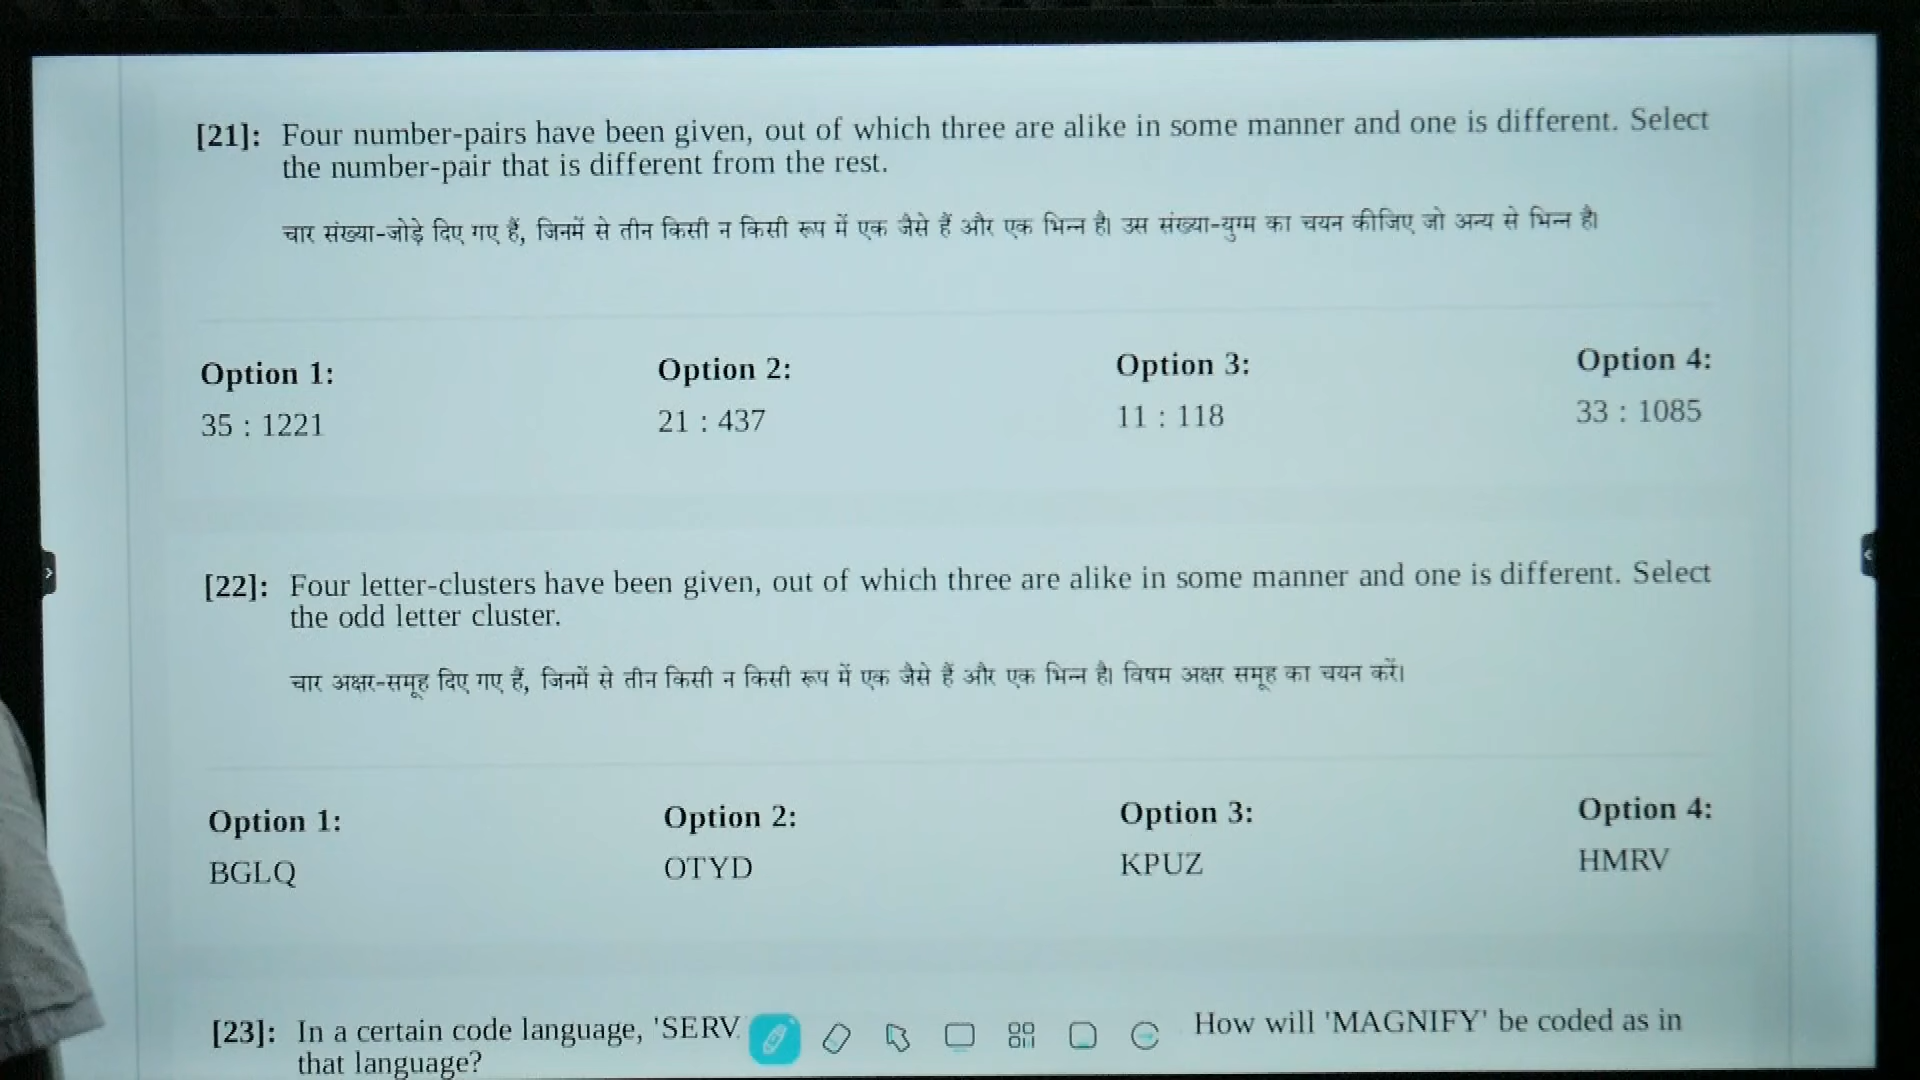 [21]: Four number-pairs have been given, out of which three are alike in some manner and one is different. Select
the number-pair that is different from the rest.
चार संख्या-जोड़े दिए गए हैं, जिनमें से तीन किसी न किसी रूप में एक जैसे हैं और एक भिन्न है। उस संख्या-युग्म का चयन कीजिए जो अन्य से भिन्न है।
Option 1: Option 2: Option 3: Option 4:
35 : 1221 21 : 437 11 : 118 33 : 1085
[22]: Four letter-clusters have been given, out of which three are alike in some manner and one is different. Select
the odd letter cluster.
चार अक्षर-समूह दिए गए हैं, जिनमें से तीन किसी न किसी रूप में एक जैसे हैं और एक भिन्न है। विषम अक्षर समूह का चयन करें।
Option 1: Option 2: Option 3: Option 4:
BGLQ OTYD KPUZ HMRV
[23]: In a certain code language, 'SERV How will 'MAGNIFY' be coded as in
that language?